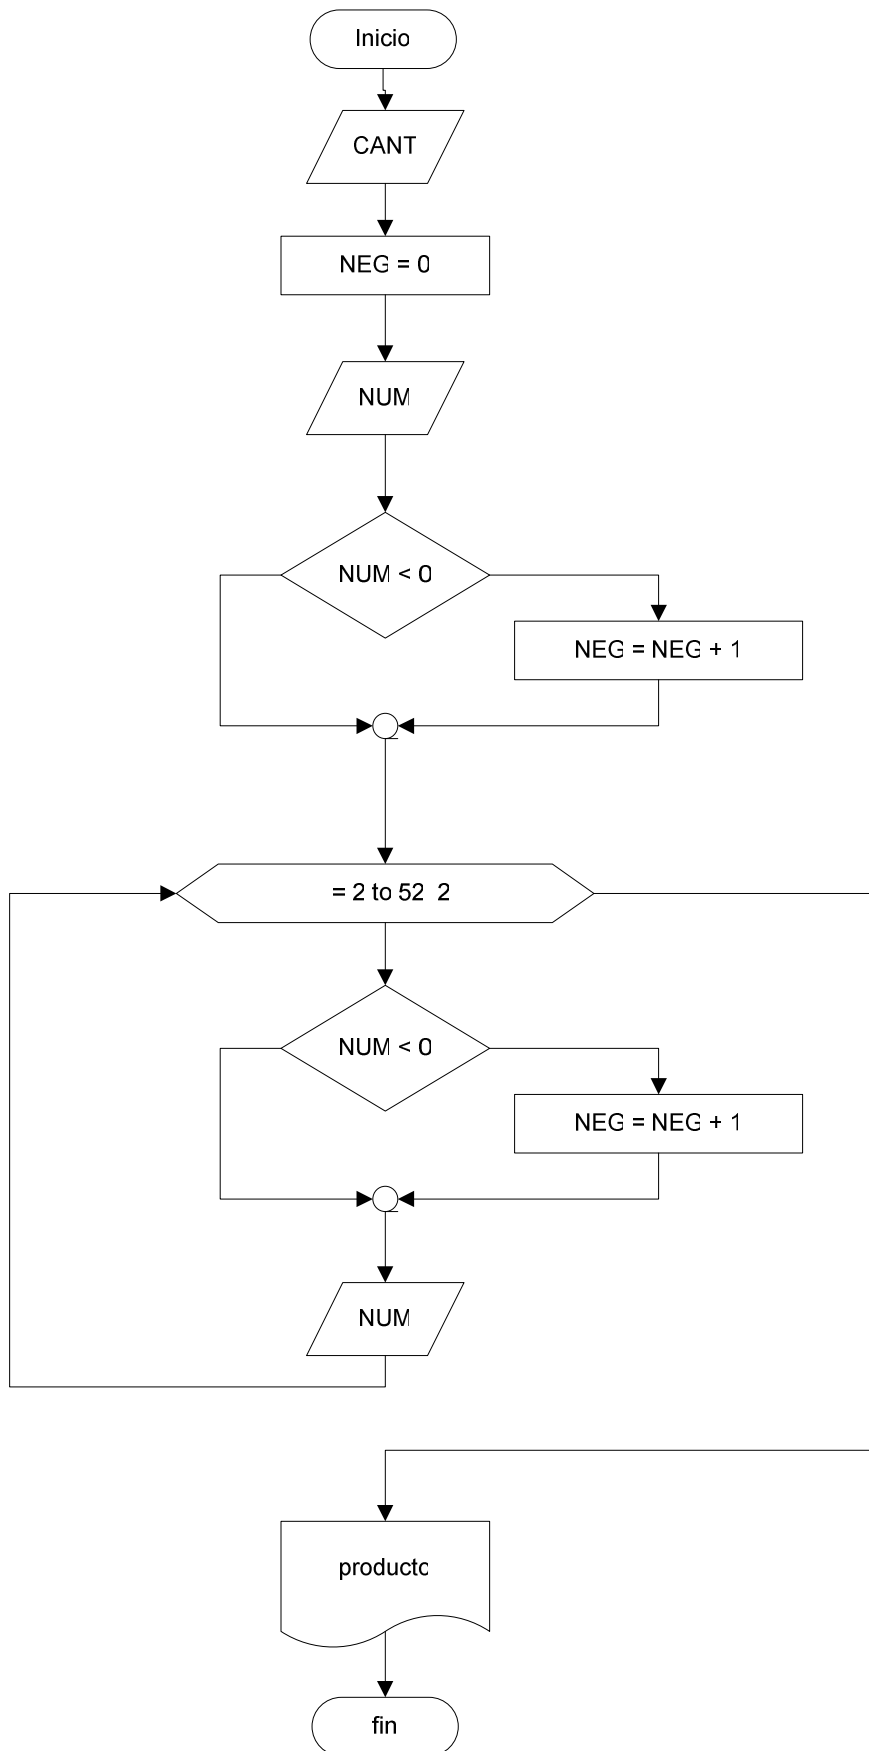 Inicio
CANT
NEG = 0
NUM
NUM < 0
NEG = NEG + 1
= 2 to 52 2
NUM < 0
NEG = NEG + 1
NUM
producto
fin